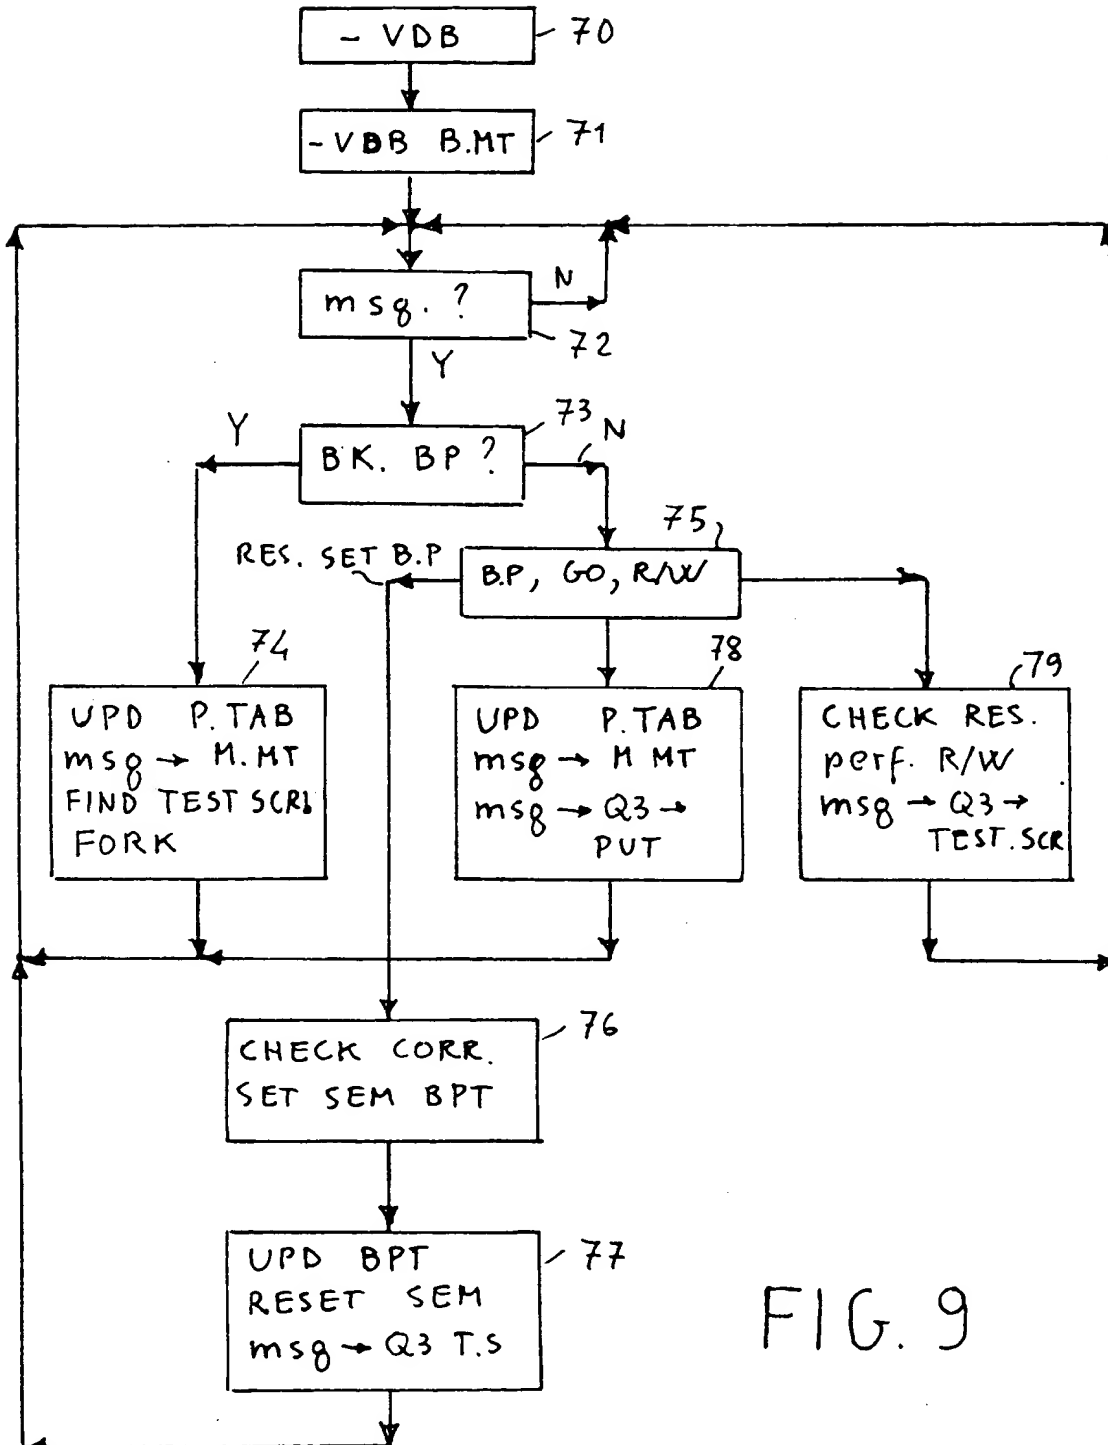 - VDB
70
- VDB B.MT
71
msg. ?
N
72
Y
73
Y
BK. BP ?
N
75
RES. SET B.P
B.P, GO, R/W
74
78
79
UPD P.TAB
msg → M.MT
FIND TEST SCRI
FORK
UPD P.TAB
msg → M MT
msg → Q3 →
PUT
CHECK RES.
perf. R/W
msg → Q3 →
TEST.SCR
76
CHECK CORR.
SET SEM BPT
77
UPD BPT
RESET SEM
msg → Q3 T.S
FIG. 9